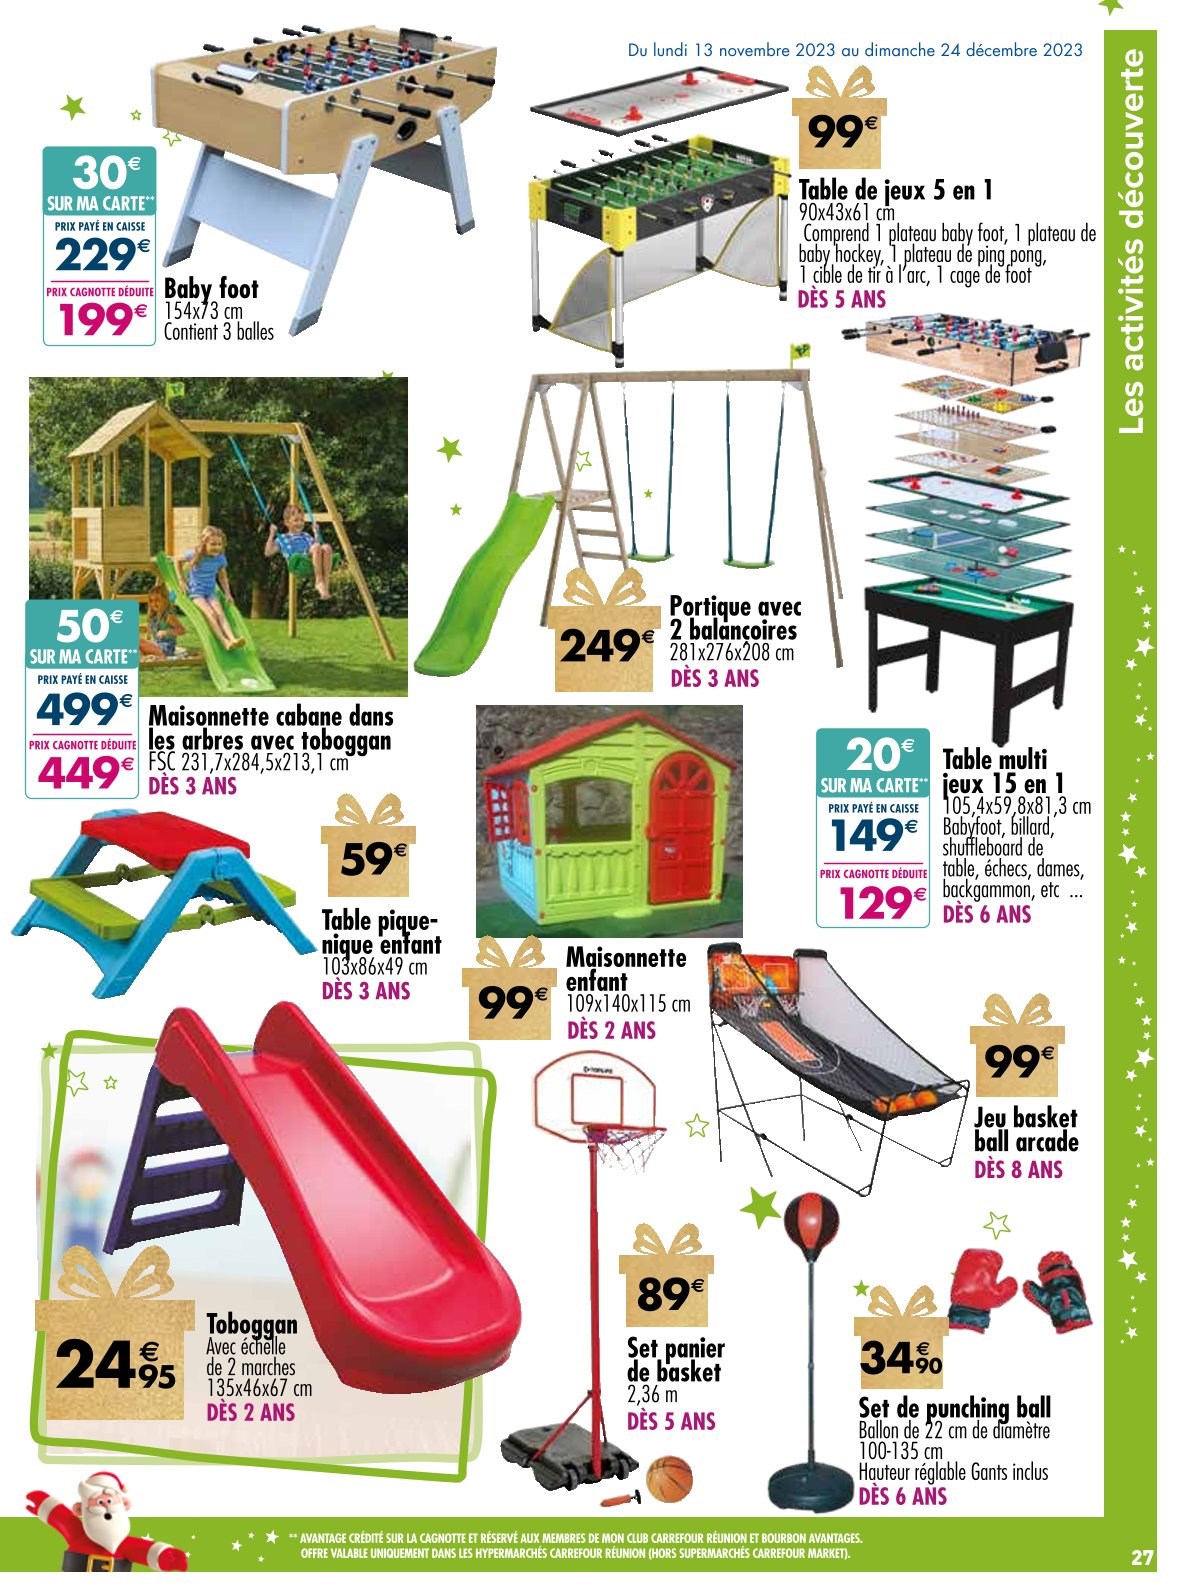 Du lundi 13 novembre 2023 au dimanche 24 décembre 2023
Les activités découverte
30€
SUR MA CARTE**
PRIX PAYÉ EN CAISSE
229€
PRIX CAGNOTTE DÉDUITE
199€
Baby foot
154x73 cm
Contient 3 balles
99€
Table de jeux 5 en 1
90x43x61 cm
Comprend 1 plateau baby foot, 1 plateau de
baby hockey, 1 plateau de ping pong,
1 cible de tir à l'arc, 1 cage de foot
DÈS 5 ANS
50€
SUR MA CARTE**
PRIX PAYÉ EN CAISSE
499€
PRIX CAGNOTTE DÉDUITE
449€
Maisonnette cabane dans
les arbres avec toboggan
FSC 231,7x284,5x213,1 cm
DÈS 3 ANS
249€
Portique avec
2 balancoires
281x276x208 cm
DÈS 3 ANS
20€
SUR MA CARTE**
PRIX PAYÉ EN CAISSE
149€
PRIX CAGNOTTE DÉDUITE
129€
Table multi
jeux 15 en 1
105,4x59,8x81,3 cm
Babyfoot, billard,
shuffleboard de
table, échecs, dames,
backgammon, etc ...
DÈS 6 ANS
59€
Table pique-
nique enfant
103x86x49 cm
DÈS 3 ANS
99€
Maisonnette
enfant
109x140x115 cm
DÈS 2 ANS
99€
Jeu basket
ball arcade
DÈS 8 ANS
24€95
Toboggan
Avec échelle
de 2 marches
135x46x67 cm
DÈS 2 ANS
89€
Set panier
de basket
2,36 m
DÈS 5 ANS
34€90
Set de punching ball
Ballon de 22 cm de diamètre
100-135 cm
Hauteur réglable Gants inclus
DÈS 6 ANS
** AVANTAGE CRÉDITÉ SUR LA CAGNOTTE ET RÉSERVÉ AUX MEMBRES DE MON CLUB CARREFOUR RÉUNION ET BOURBON AVANTAGES.
OFFRE VALABLE UNIQUEMENT DANS LES HYPERMARCHÉS CARREFOUR RÉUNION (HORS SUPERMARCHÉS CARREFOUR MARKET).
27